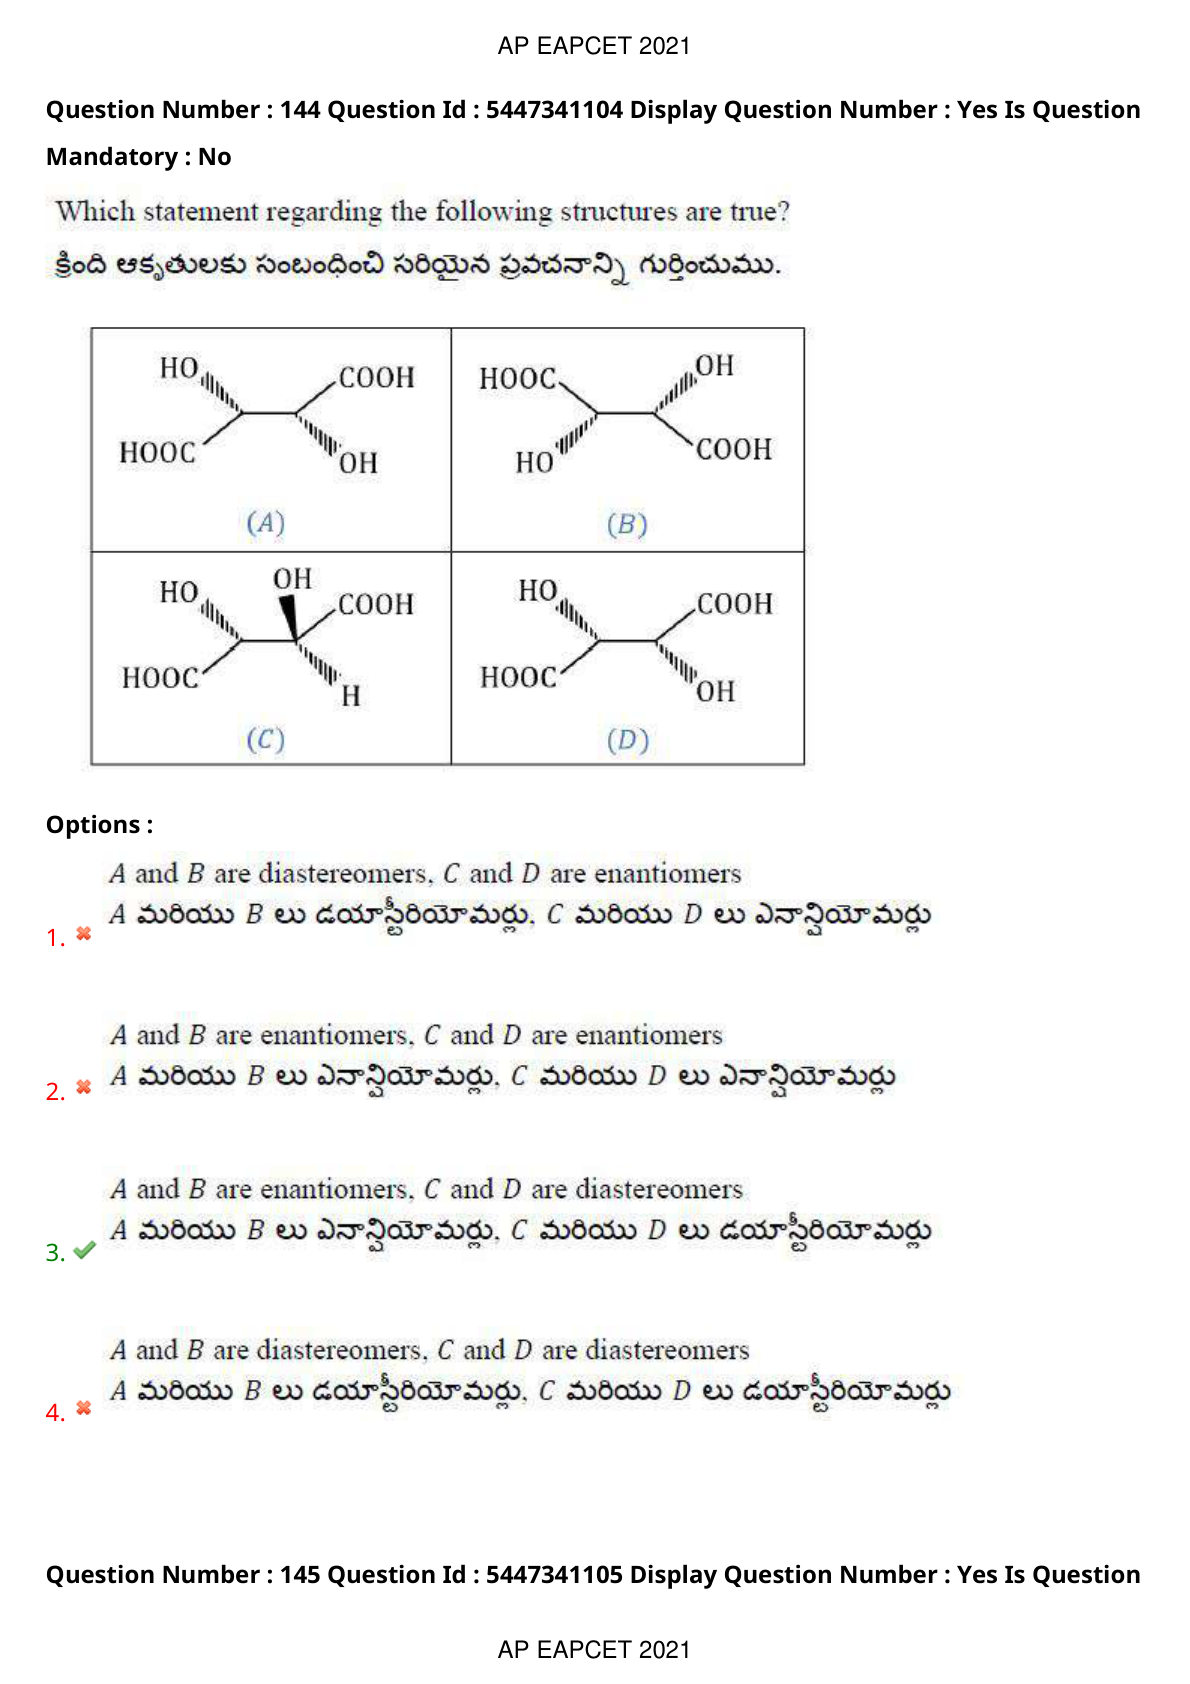 AP EAPCET 2021
Question Number : 144 Question Id : 5447341104 Display Question Number : Yes Is Question
Mandatory : No
Which statement regarding the following structures are true?
క్రింది ఆకృతులకు సంబంధించి సరియైన ప్రవచనాన్ని గుర్తించుము.
HO COOH
HOOC OH
(A)
HOOC OH
HO COOH
(B)
OH
HO COOH
HOOC H
(C)
HO COOH
HOOC OH
(D)
Options :
A and B are diastereomers, C and D are enantiomers
A మరియు B లు డయాస్టీరియోమర్లు, C మరియు D లు ఎనాన్షియోమర్లు
1.
A and B are enantiomers, C and D are enantiomers
A మరియు B లు ఎనాన్షియోమర్లు, C మరియు D లు ఎనాన్షియోమర్లు
2.
A and B are enantiomers, C and D are diastereomers
A మరియు B లు ఎనాన్షియోమర్లు, C మరియు D లు డయాస్టీరియోమర్లు
3.
A and B are diastereomers, C and D are diastereomers
A మరియు B లు డయాస్టీరియోమర్లు, C మరియు D లు డయాస్టీరియోమర్లు
4.
Question Number : 145 Question Id : 5447341105 Display Question Number : Yes Is Question
AP EAPCET 2021